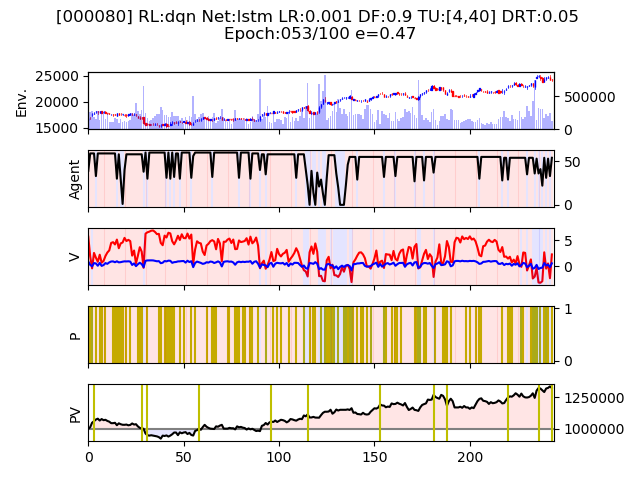 [000080] RL:dqn Net:lstm LR:0.001 DF:0.9 TU:[4,40] DRT:0.05
Epoch:053/100 e=0.47
Env.
25000
20000
15000
500000
0
Agent
50
0
V
5
0
P
1
0
PV
1250000
1000000
0 50 100 150 200